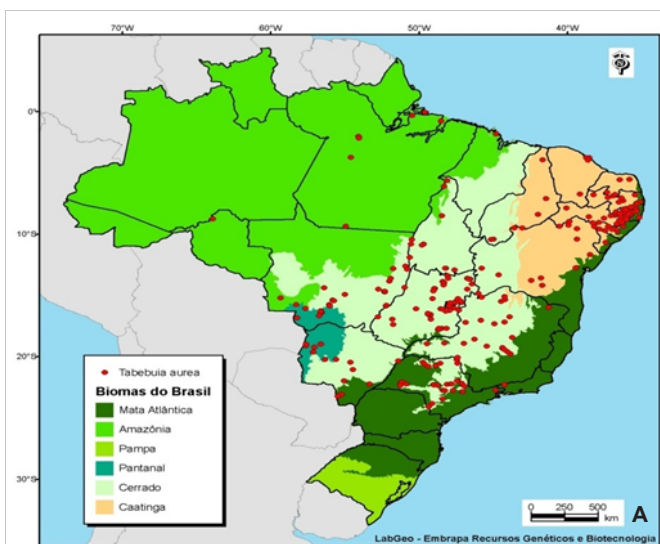 70°W 60°W 50°W 40°W
0°
10°S
20°S
30°S
Tabebuia aurea
Biomas do Brasil
Mata Atlântica
Amazônia
Pampa
Pantanal
Cerrado
Caatinga
0 250 500
km
A
LabGeo - Embrapa Recursos Genéticos e Biotecnologia